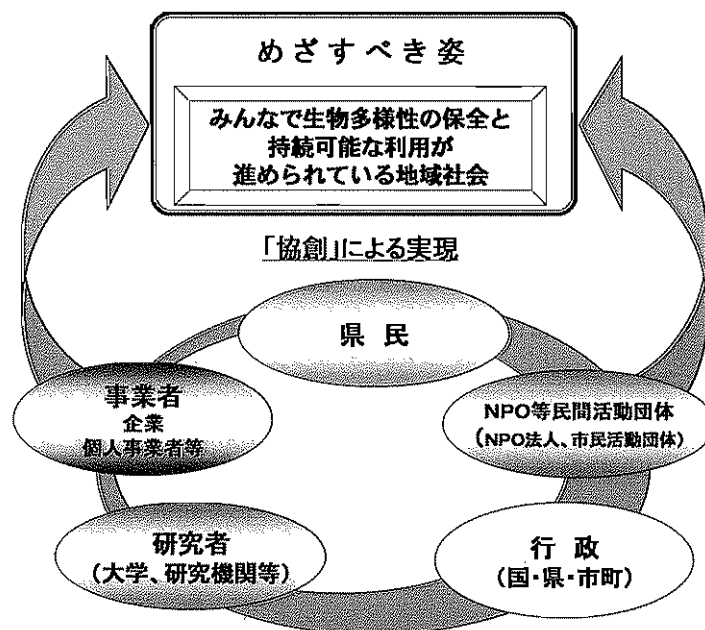 めざすべき姿
みんなで生物多様性の保全と
持続可能な利用が
進められている地域社会
「協創」による実現
県民
事業者
企業
個人事業者等
NPO等民間活動団体
(NPO法人、市民活動団体)
研究者
(大学、研究機関等)
行政
(国・県・市町)